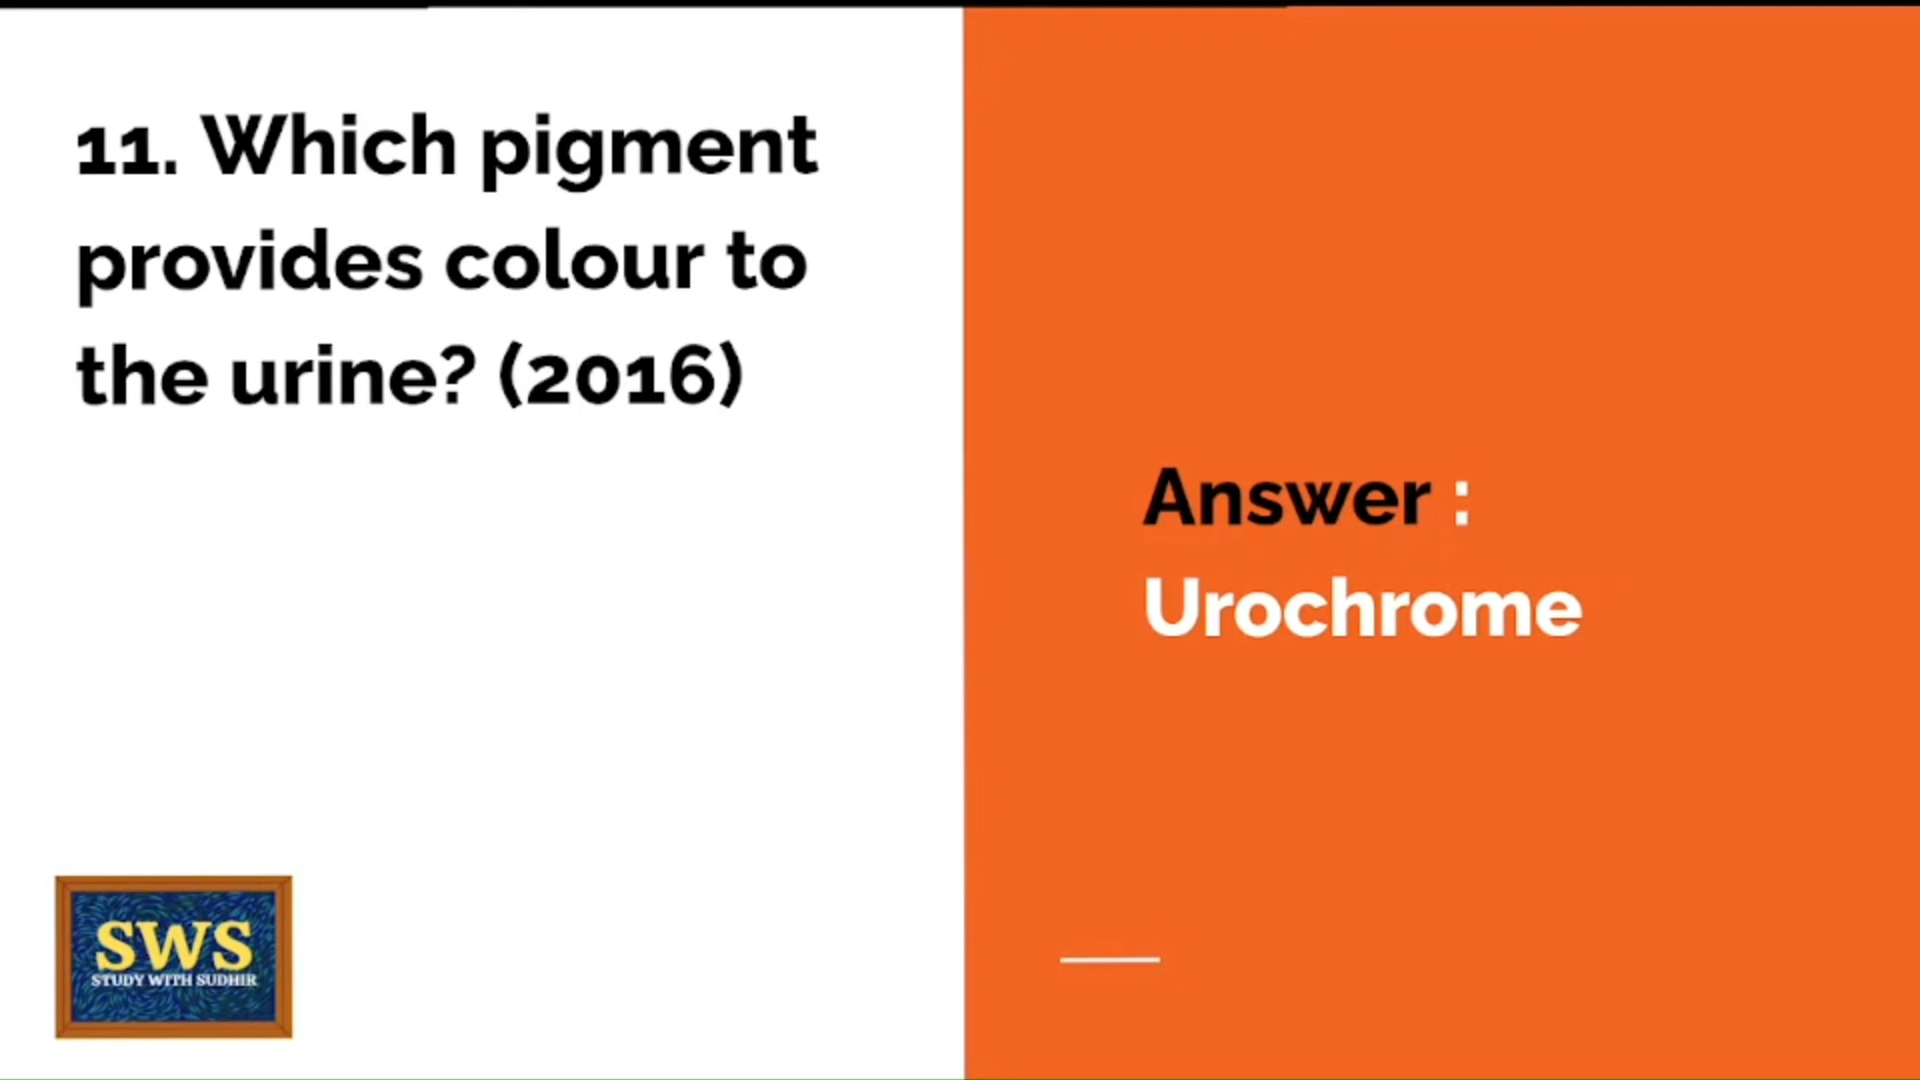 11. Which pigment
provides colour to
the urine? (2016)
Answer :
Urochrome
SWS
STUDY WITH SUDHIR